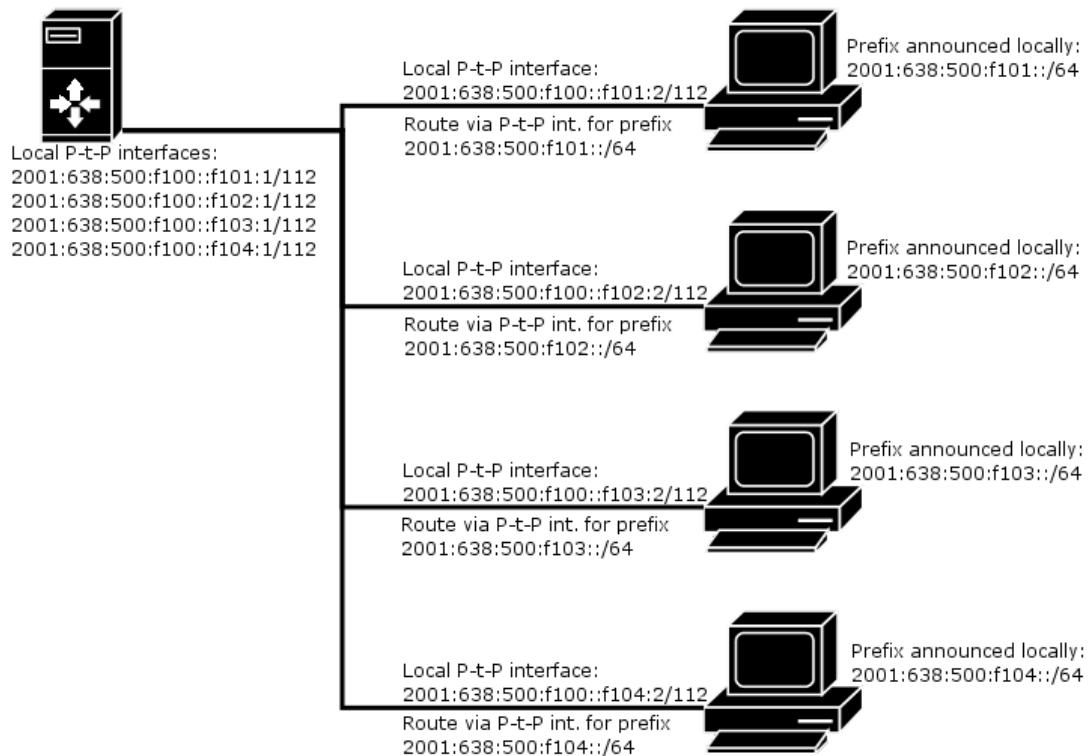 Local P-t-P interfaces:
2001:638:500:f100::f101:1/112
2001:638:500:f100::f102:1/112
2001:638:500:f100::f103:1/112
2001:638:500:f100::f104:1/112
Local P-t-P interface:
2001:638:500:f100::f101:2/112
Route via P-t-P int. for prefix
2001:638:500:f101::/64
Prefix announced locally:
2001:638:500:f101::/64
Local P-t-P interface:
2001:638:500:f100::f102:2/112
Route via P-t-P int. for prefix
2001:638:500:f102::/64
Prefix announced locally:
2001:638:500:f102::/64
Local P-t-P interface:
2001:638:500:f100::f103:2/112
Route via P-t-P int. for prefix
2001:638:500:f103::/64
Prefix announced locally:
2001:638:500:f103::/64
Local P-t-P interface:
2001:638:500:f100::f104:2/112
Route via P-t-P int. for prefix
2001:638:500:f104::/64
Prefix announced locally:
2001:638:500:f104::/64